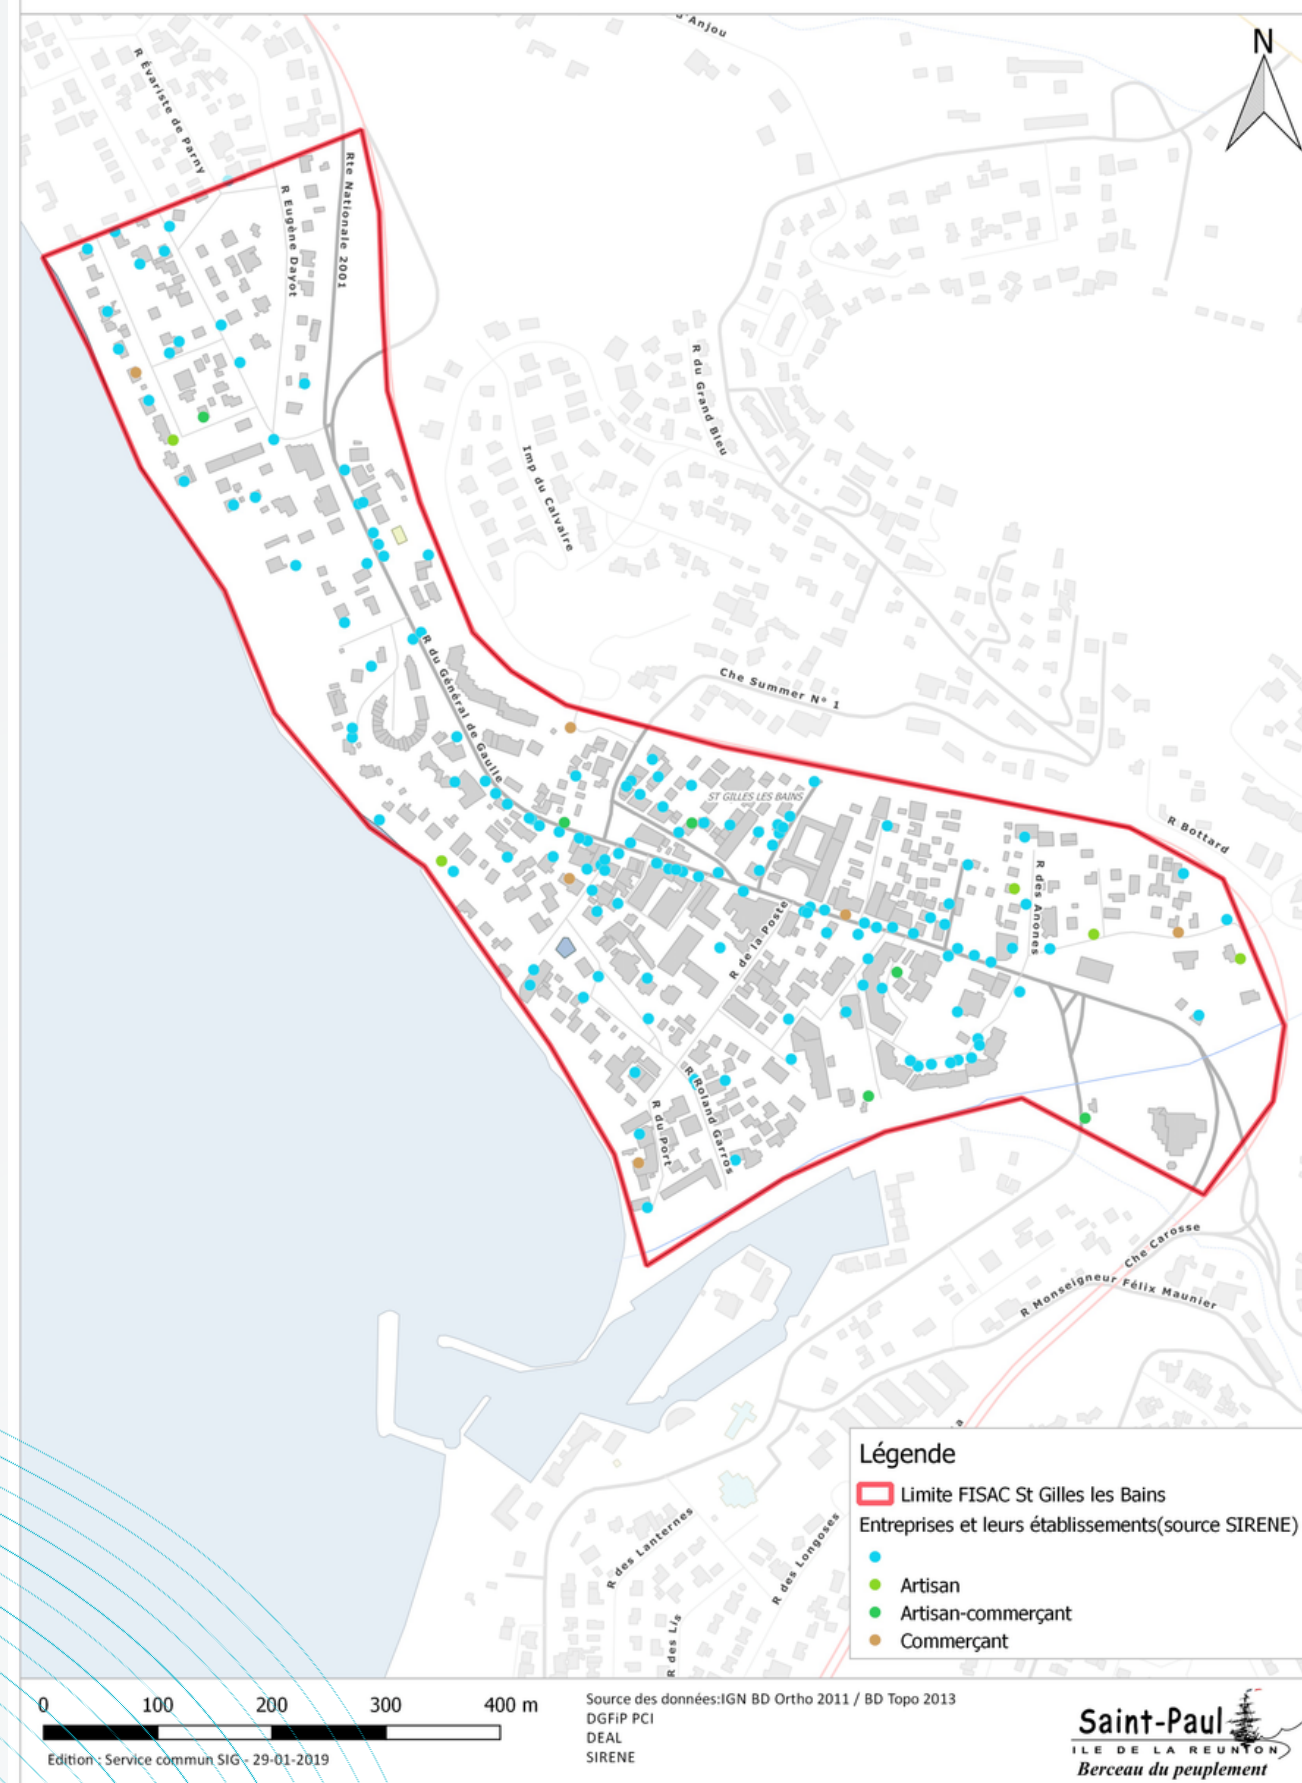 d'Anjou
N
R Évariste de Parny
Rte Nationale 2001
R Eugène Dayot
R du Grand Bleu
Imp du Calvaire
R du Général de Gaulle
Che Summer N° 1
ST GILLES LES BAINS
R Bottard
R des Anones
R de la Poste
R Roland Garros
R du Port
Che Carosse
R Monseigneur Félix Maunier
R des Lanternes
R des Longoses
R des Lis
Légende
Limite FISAC St Gilles les Bains
Entreprises et leurs établissements(source SIRENE)
Artisan
Artisan-commerçant
Commerçant
0 100 200 300 400 m
Edition : Service commun SIG - 29-01-2019
Source des données:IGN BD Ortho 2011 / BD Topo 2013
DGFiP PCI
DEAL
SIRENE
Saint-Paul
ILE DE LA REUNION
Berceau du peuplement